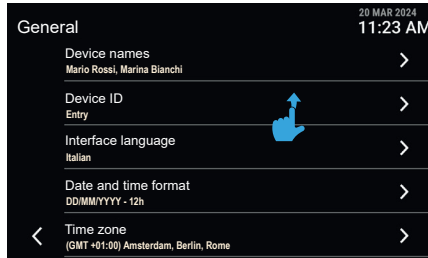 20 MAR 2024
General
11:23 AM
Device names
Mario Rossi, Marina Bianchi
Device ID
Entry
Interface language
Italian
Date and time format
DD/MM/YYYY - 12h
Time zone
(GMT +01:00) Amsterdam, Berlin, Rome